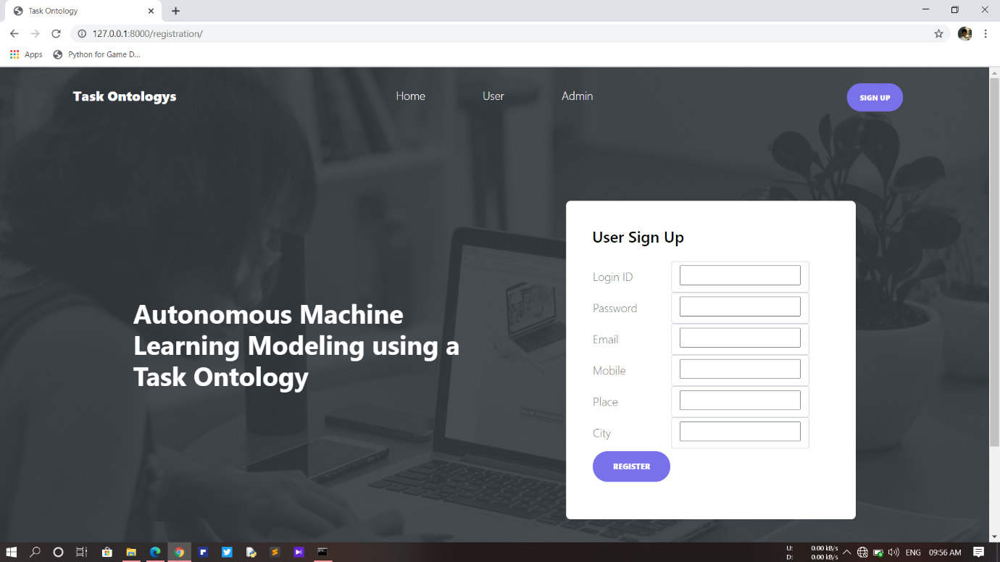 Task Ontology
127.0.0.1:8000/registration/
Apps
Python for Game D...
Task Ontologys
Home
User
Admin
SIGN UP
User Sign Up
Login ID
Password
Email
Mobile
Place
City
REGISTER
Autonomous Machine
Learning Modeling using a
Task Ontology
U: 0.00 kB/s
D: 0.00 kB/s
ENG
09:56 AM